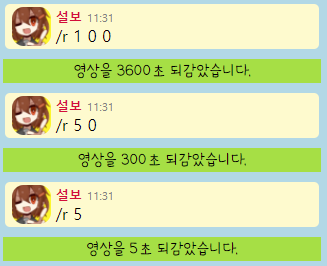 설보 11:31
/r 1 0 0
영상을 3600초 되감았습니다.
설보 11:31
/r 5 0
영상을 300초 되감았습니다.
설보 11:31
/r 5
영상을 5초 되감았습니다.